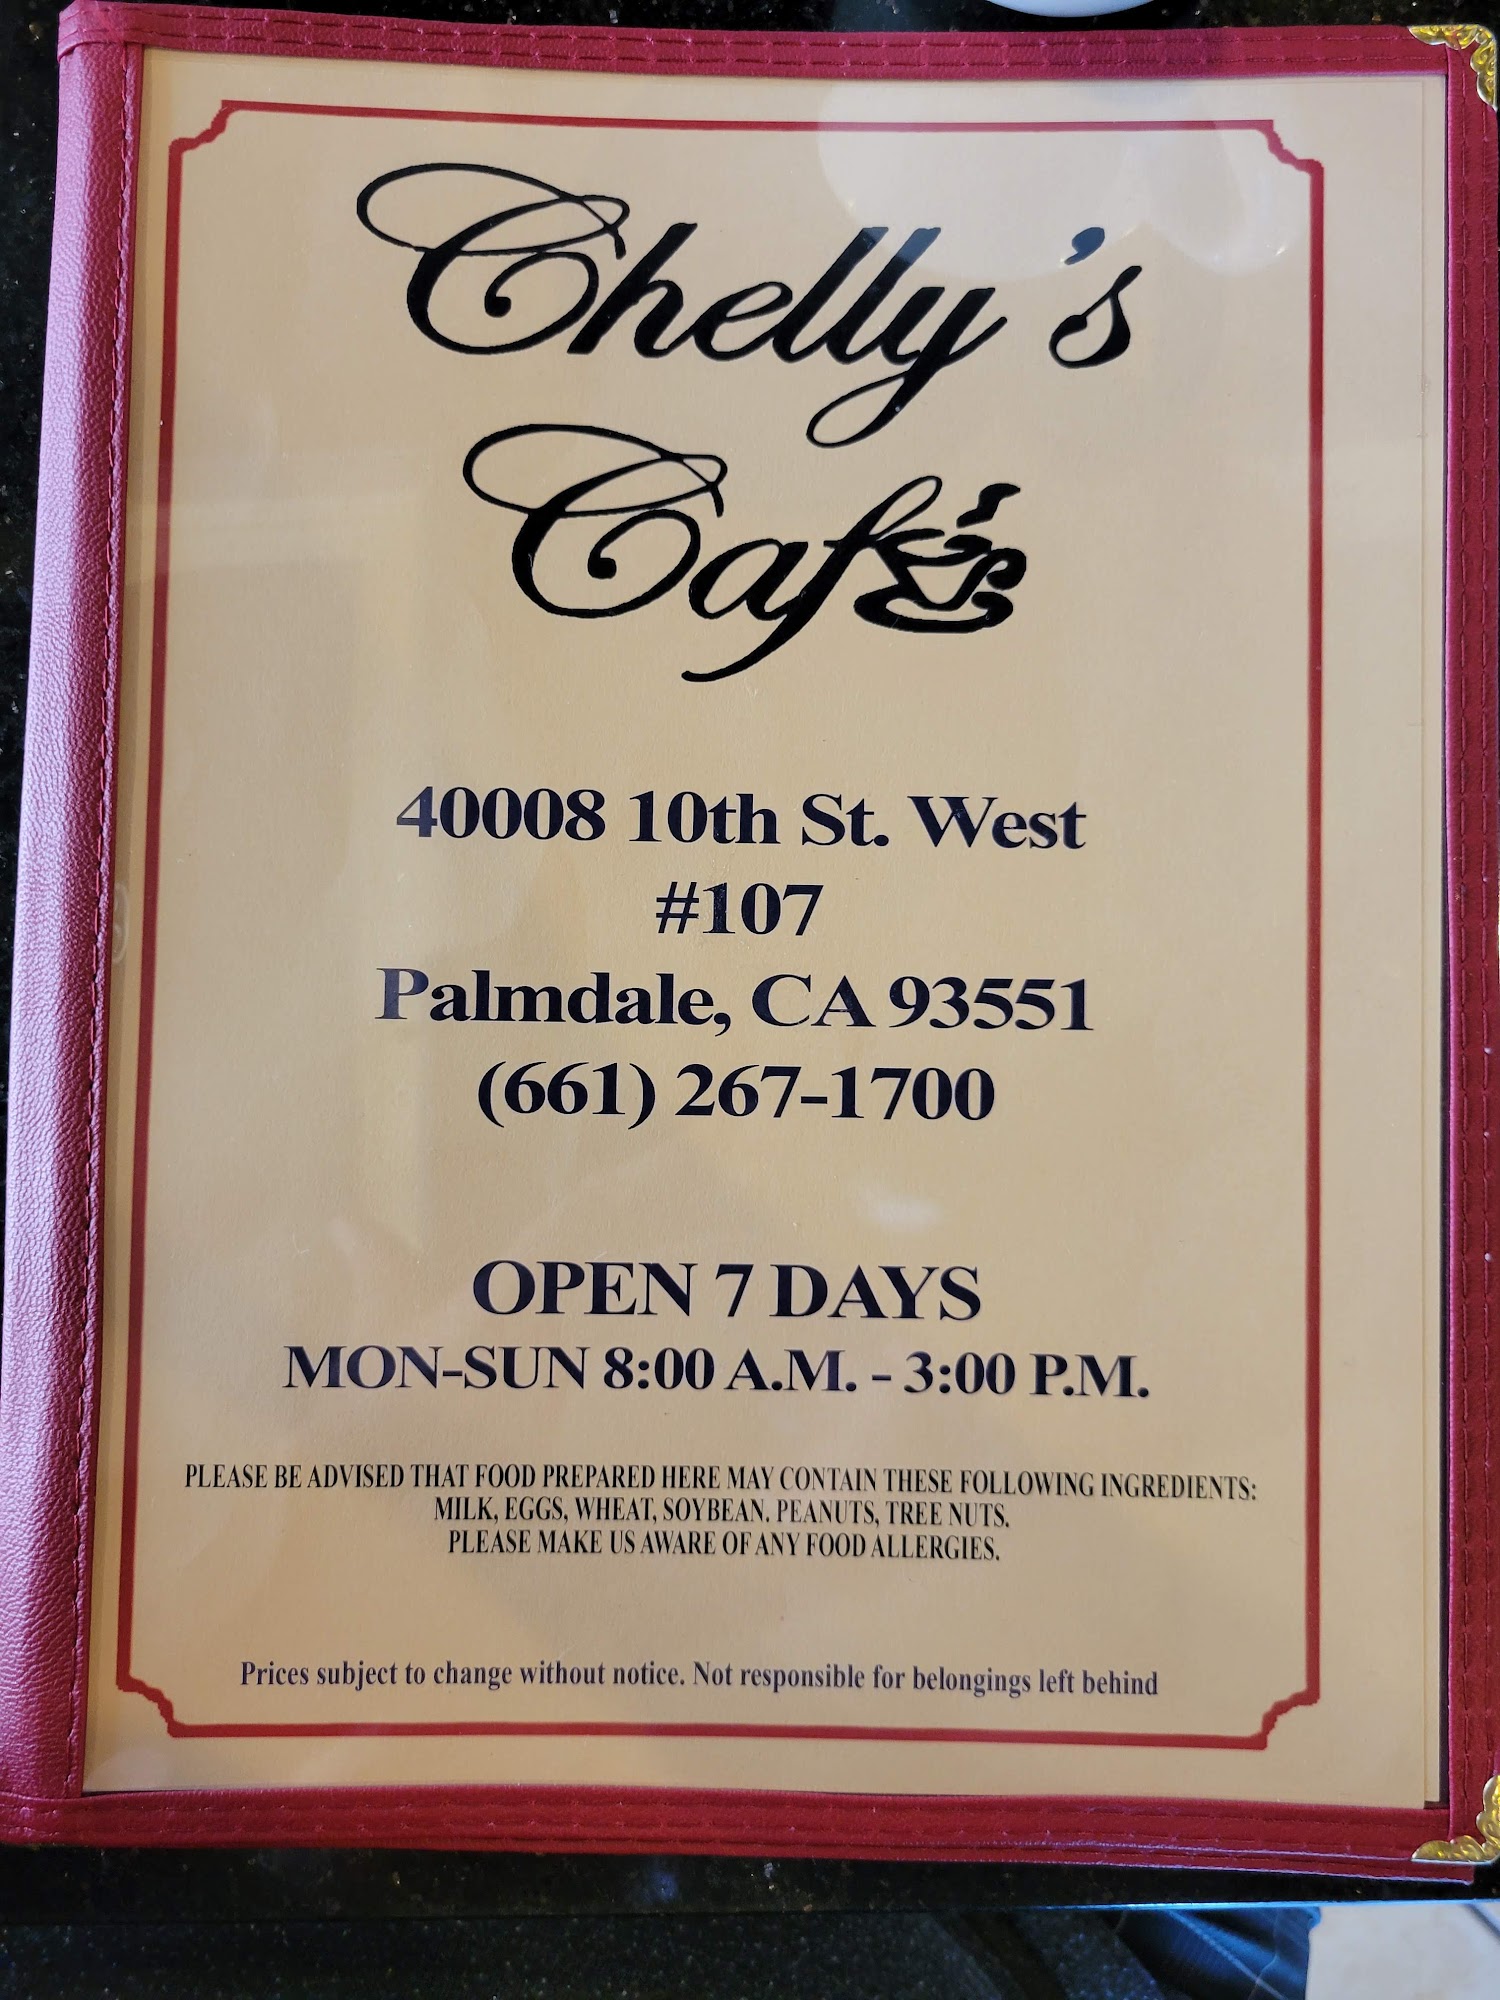 Chelly's
Café
40008 10th St. West
#107
Palmdale, CA 93551
(661) 267-1700
OPEN 7 DAYS
MON-SUN 8:00 A.M. - 3:00 P.M.
PLEASE BE ADVISED THAT FOOD PREPARED HERE MAY CONTAIN THESE FOLLOWING INGREDIENTS:
MILK, EGGS, WHEAT, SOYBEAN. PEANUTS, TREE NUTS.
PLEASE MAKE US AWARE OF ANY FOOD ALLERGIES.
Prices subject to change without notice. Not responsible for belongings left behind